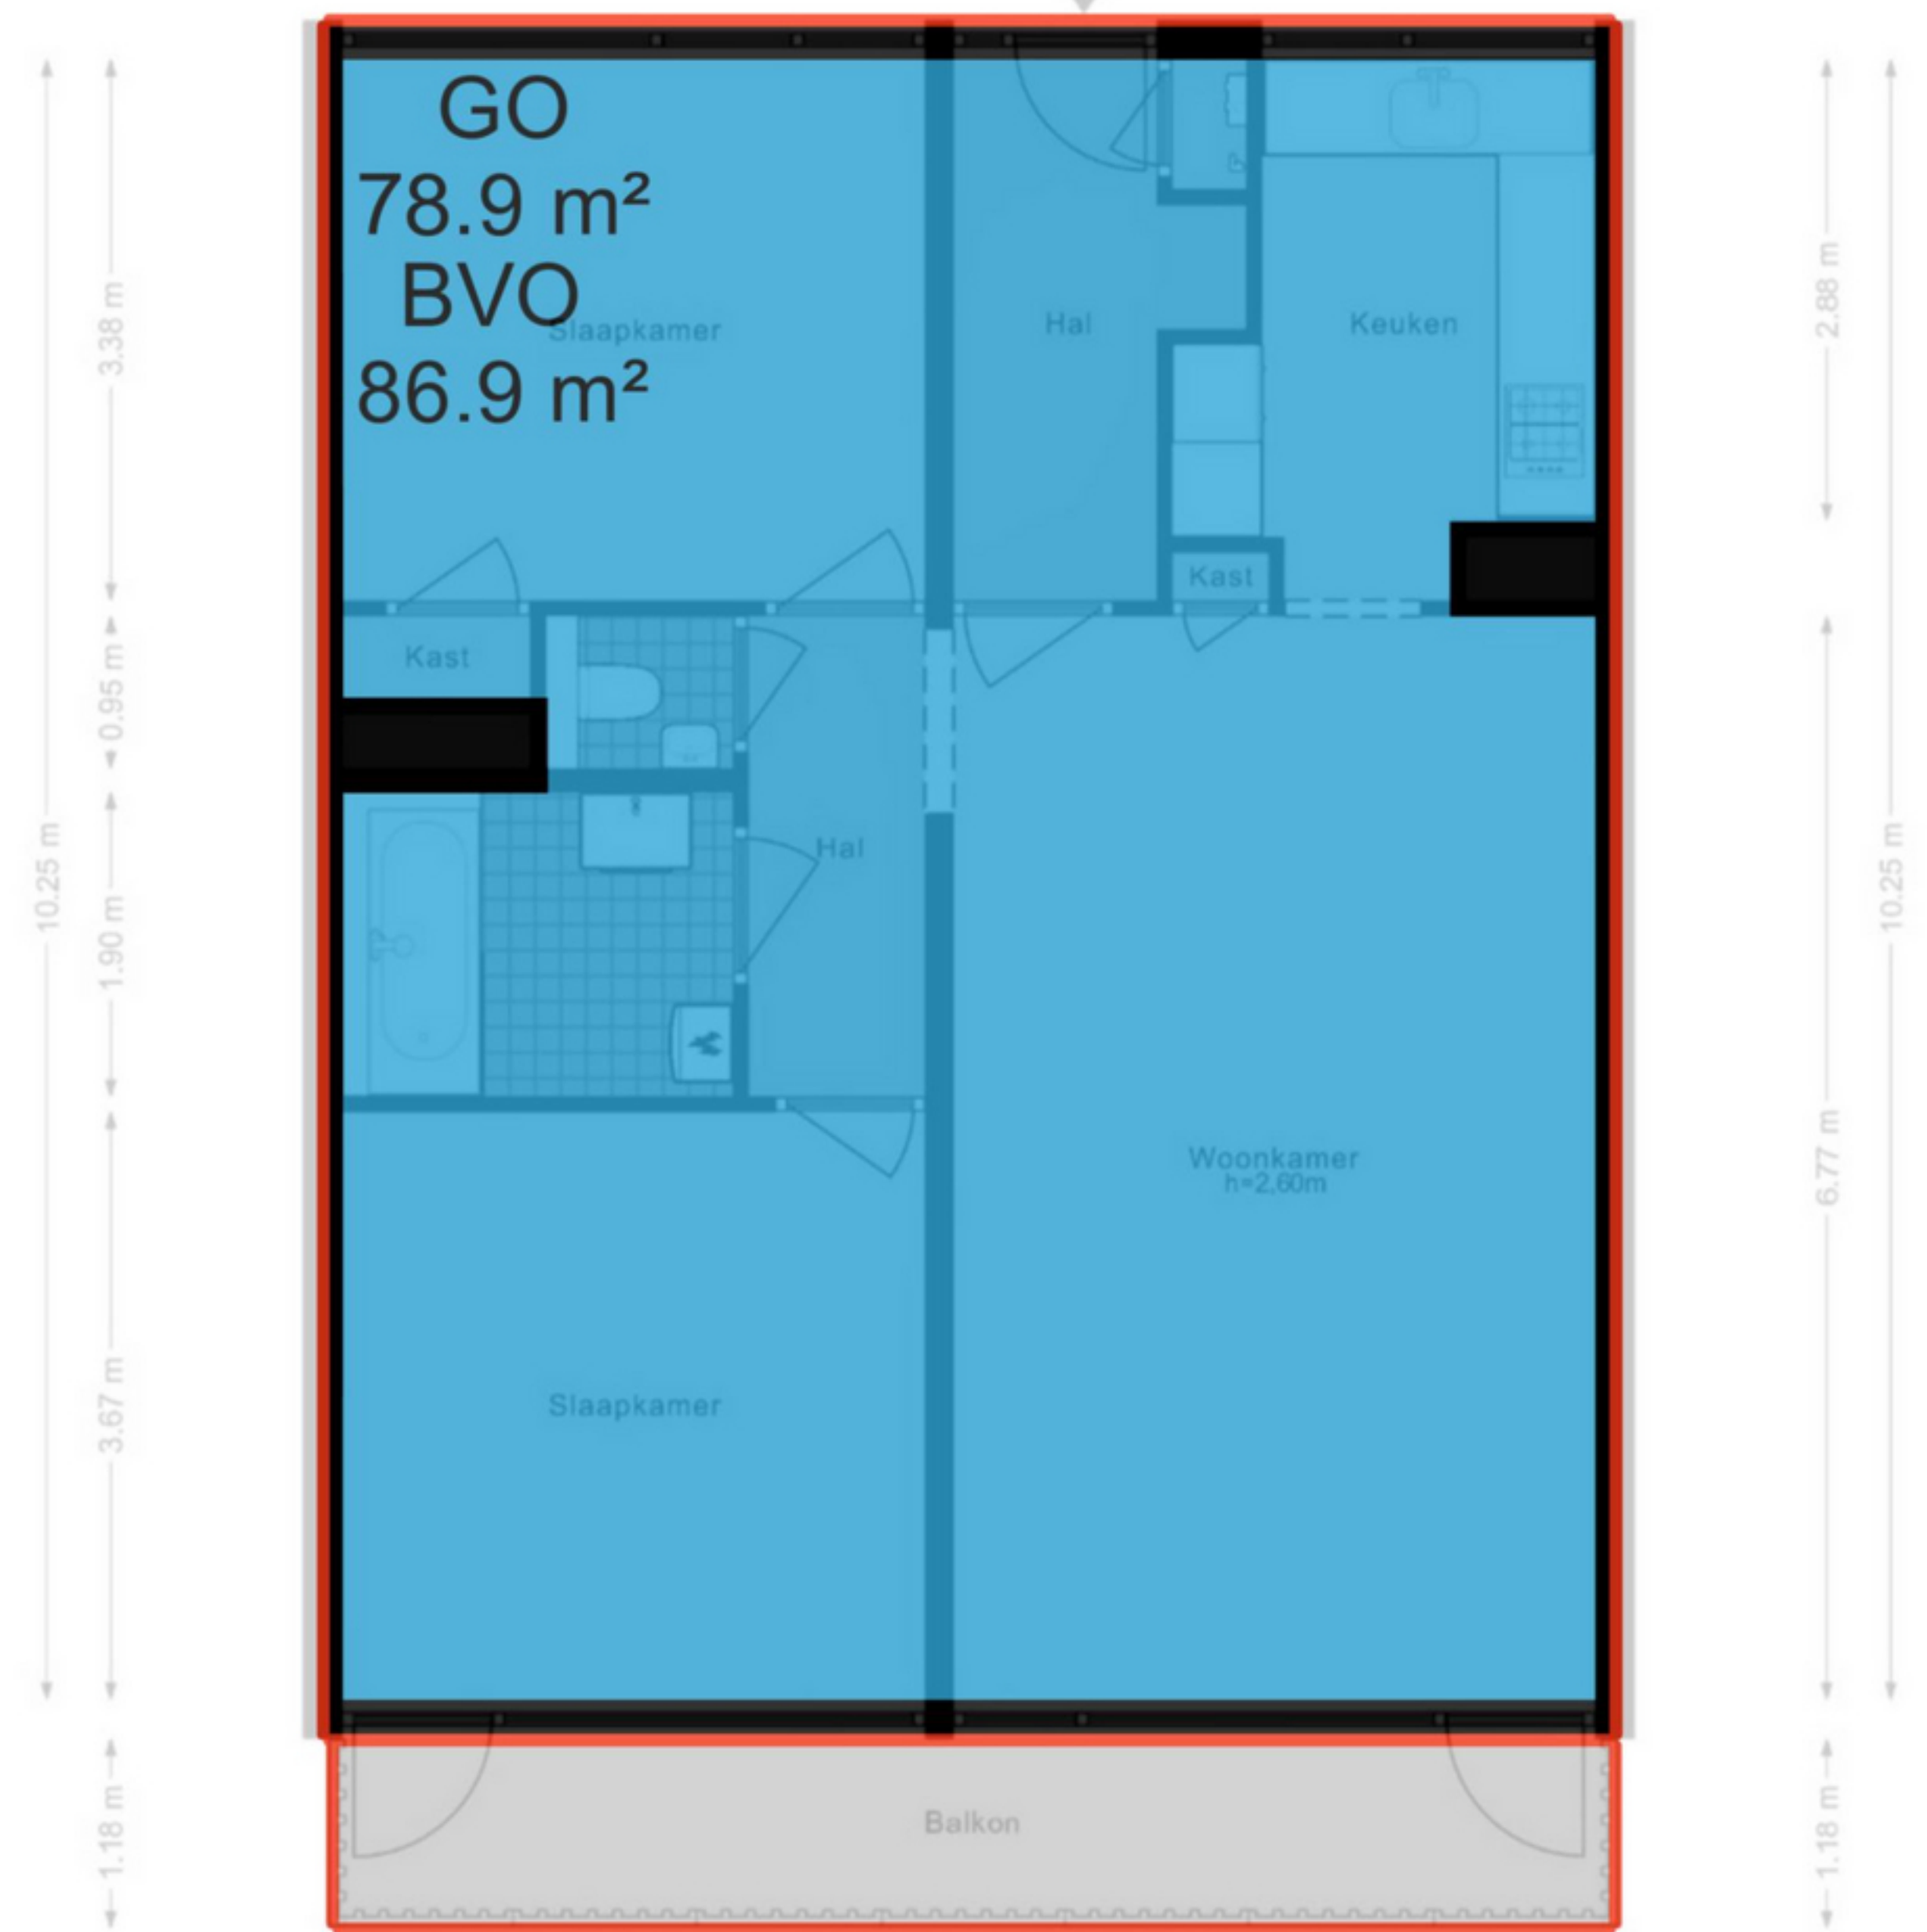 GO
78.9 m²
BVO
86.9 m²
Slaapkamer
Hal
Keuken
Kast
Kast
Hal
Woonkamer
h=2,60m
Slaapkamer
Balkon
10.25 m
3.38 m
0.95 m
1.90 m
3.67 m
1.18 m
2.88 m
6.77 m
1.18 m
10.25 m